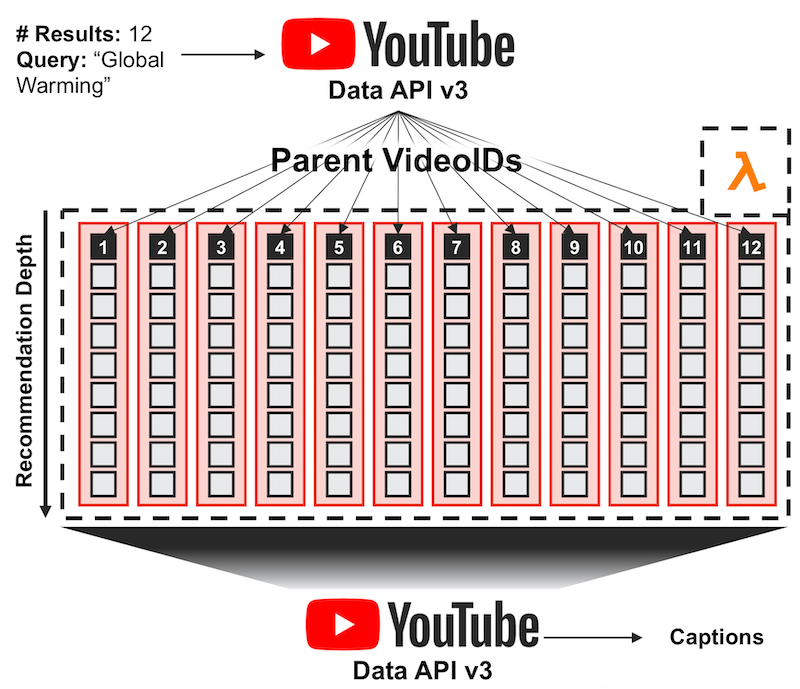 # Results: 12
Query: “Global
Warming”
YouTube
Data API v3
Parent VideoIDs
λ
Recommendation Depth
1 2 3 4 5 6 7 8 9 10 11 12
YouTube
Data API v3
Captions